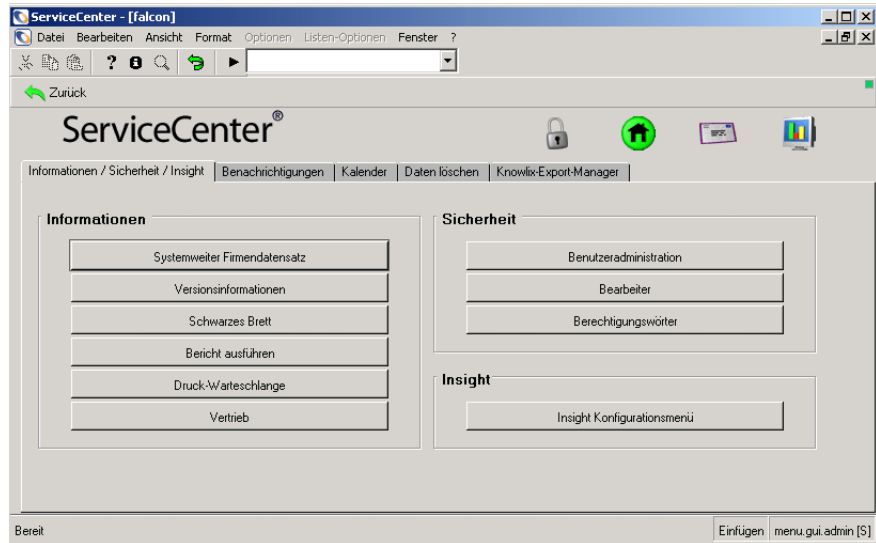 ServiceCenter - [falcon]
Datei Bearbeiten Ansicht Format Optionen Listen-Optionen Fenster ?
Zurück
ServiceCenter®
Informationen / Sicherheit / Insight Benachrichtigungen Kalender Daten löschen Knowlix-Export-Manager
Informationen
Systemweiter Firmendatensatz
Versionsinformationen
Schwarzes Brett
Bericht ausführen
Druck-Warteschlange
Vertrieb
Sicherheit
Benutzeradministration
Bearbeiter
Berechtigungswörter
Insight
Insight Konfigurationsmenü
Bereit Einfügen menu.gui.admin [S]